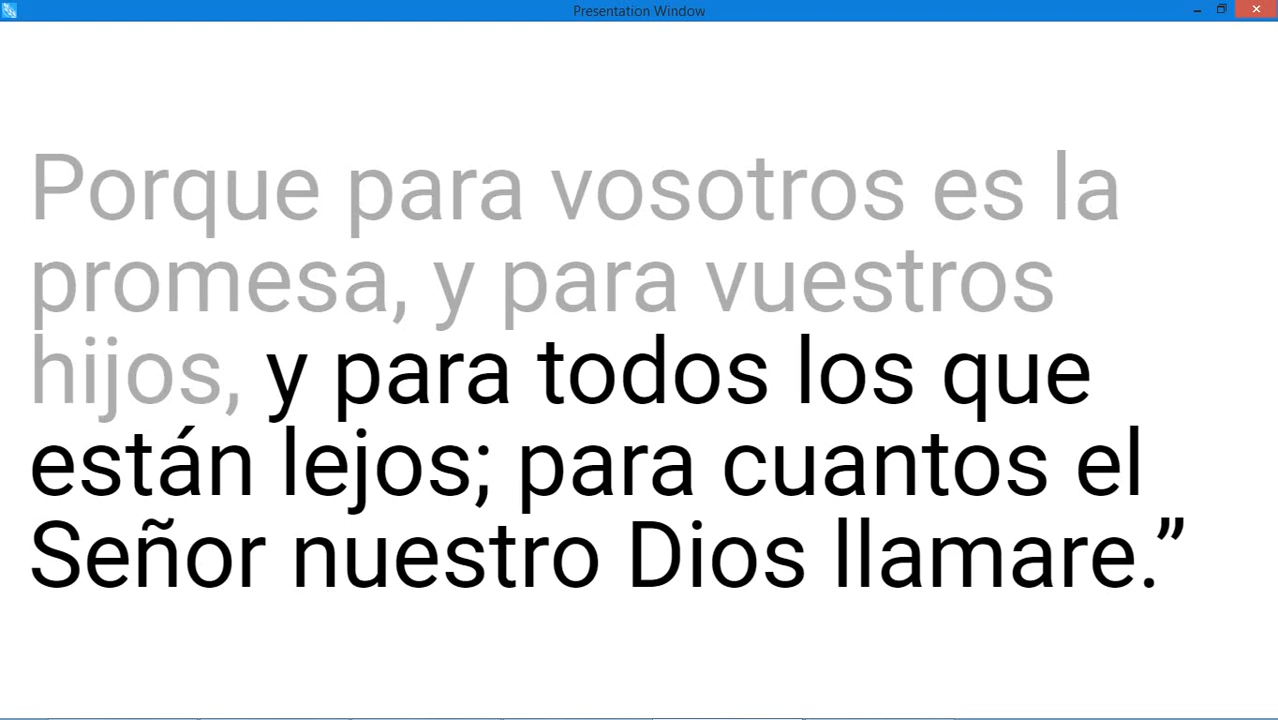 Presentation Window
Porque para vosotros es la
promesa, y para vuestros
hijos, y para todos los que
están lejos; para cuantos el
Señor nuestro Dios llamare.”